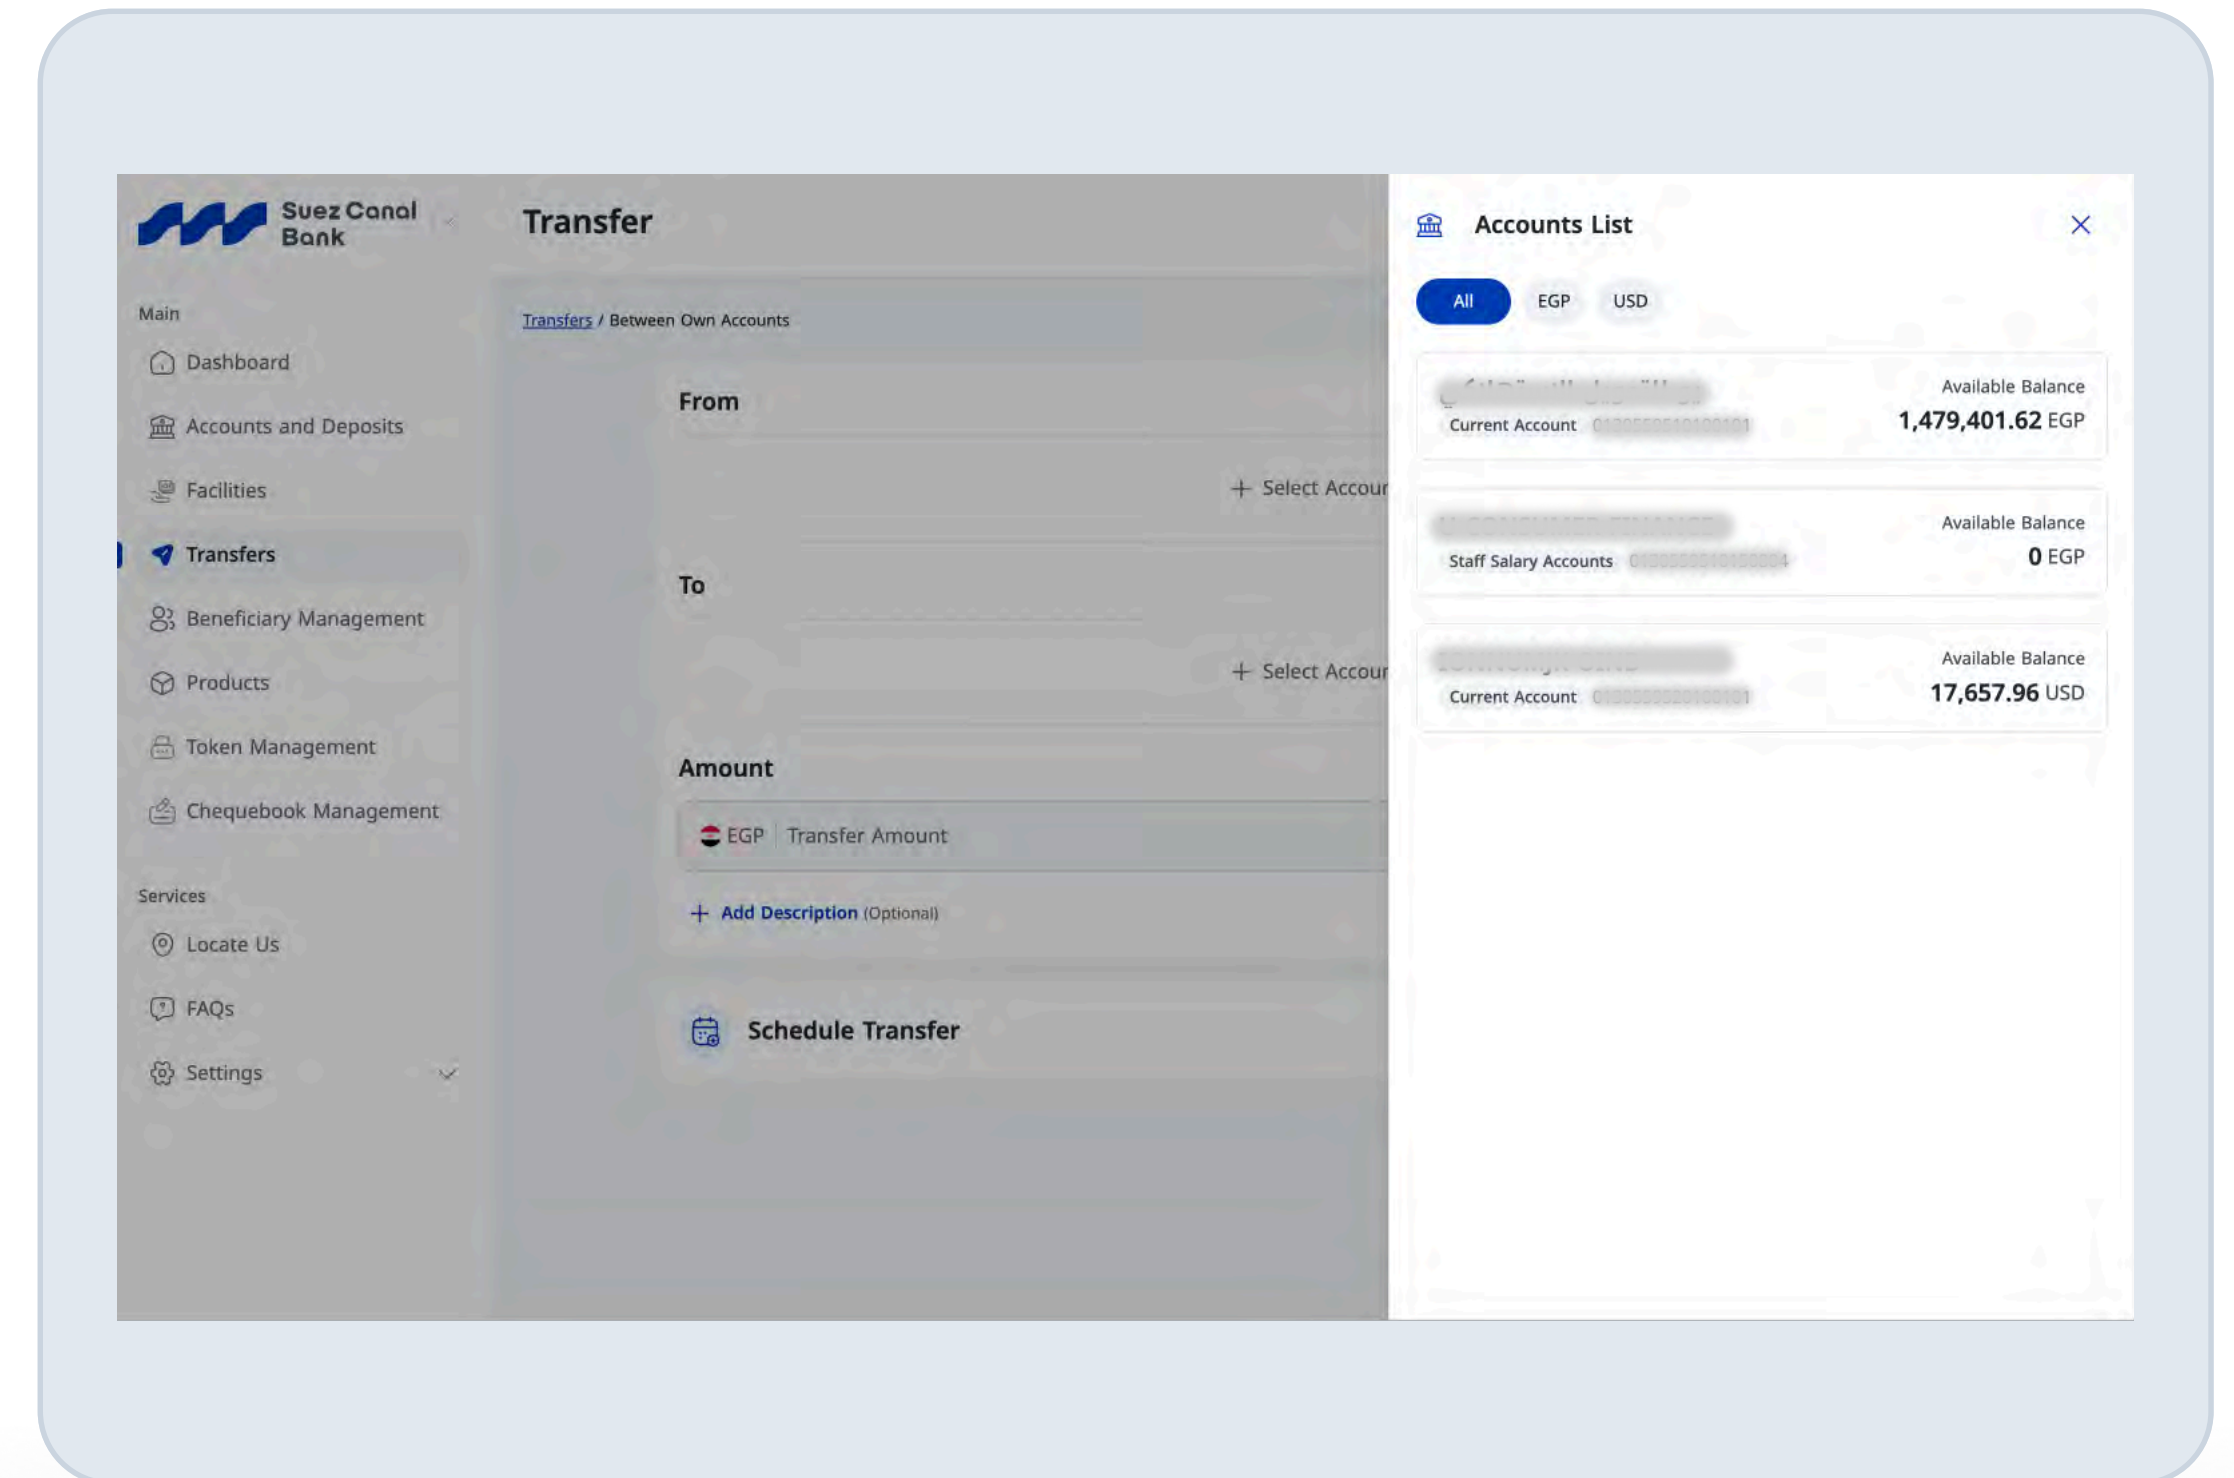 Suez Canal
Bank
Main
Dashboard
Accounts and Deposits
Facilities
Transfers
Beneficiary Management
Products
Token Management
Chequebook Management
Services
Locate Us
FAQs
Settings
Transfer
Transfers / Between Own Accounts
From
+ Select Accour
To
+ Select Accour
Amount
EGP Transfer Amount
+ Add Description (Optional)
Schedule Transfer
Accounts List
All EGP USD
Available Balance
Current Account
1,479,401.62 EGP
Available Balance
Staff Salary Accounts
0 EGP
Available Balance
Current Account
17,657.96 USD